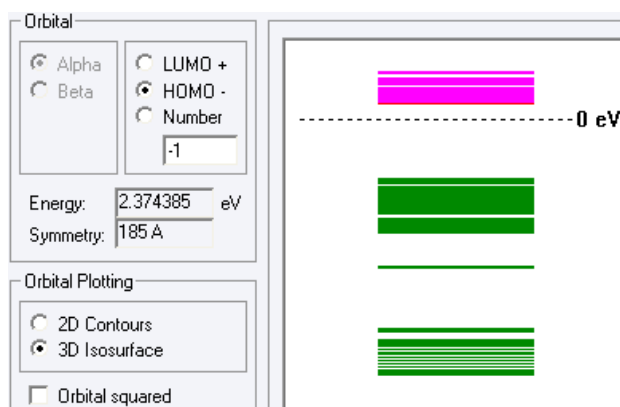 Orbital
Alpha
Beta
LUMO +
HOMO -
Number
-1
Energy: 2.374385 eV
Symmetry: 185 A
Orbital Plotting
2D Contours
3D Isosurface
Orbital squared
0 eV